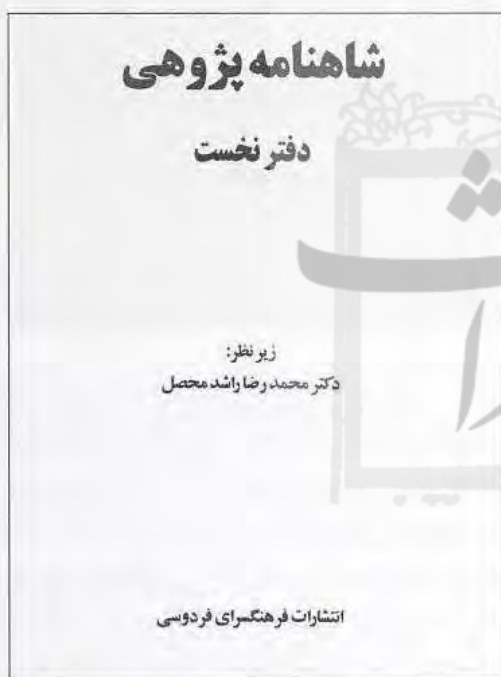 شاهنامه پژوهی
دفتر نخست
زیر نظر:
دکتر محمد رضا راشد محصل
انتشارات فرهنگسرای فردوسی